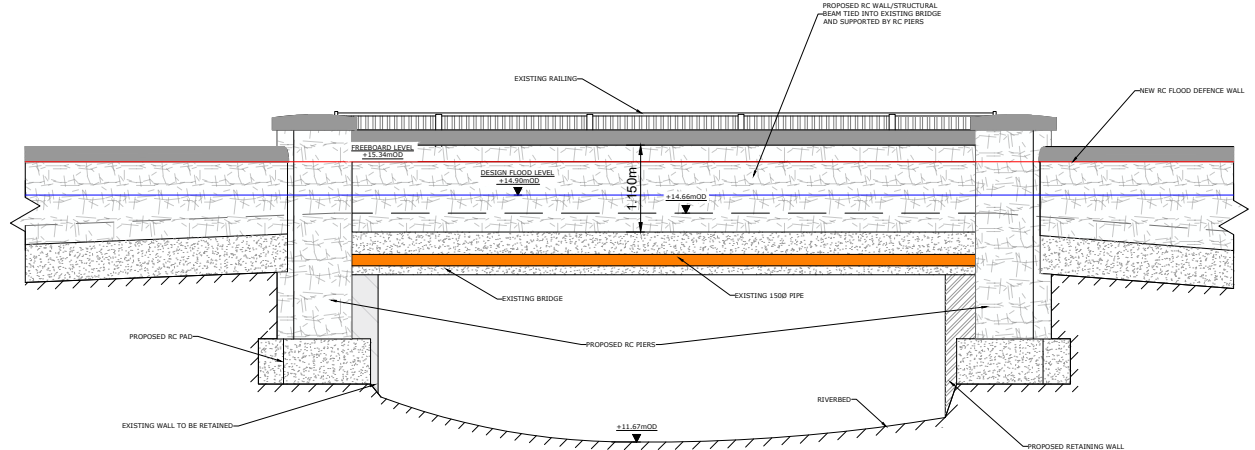 PROPOSED RC WALL/STRUCTURAL
BEAM TIED INTO EXISTING BRIDGE
AND SUPPORTED BY RC PIERS
EXISTING RAILING
NEW RC FLOOD DEFENCE WALL
FREEBOARD LEVEL
+15.34mOD
DESIGN FLOOD LEVEL
+14.90mOD
1.150m
+14.66mOD
EXISTING BRIDGE
EXISTING 150Ø PIPE
PROPOSED RC PAD
PROPOSED RC PIERS
RIVERBED
EXISTING WALL TO BE RETAINED
+11.67mOD
PROPOSED RETAINING WALL